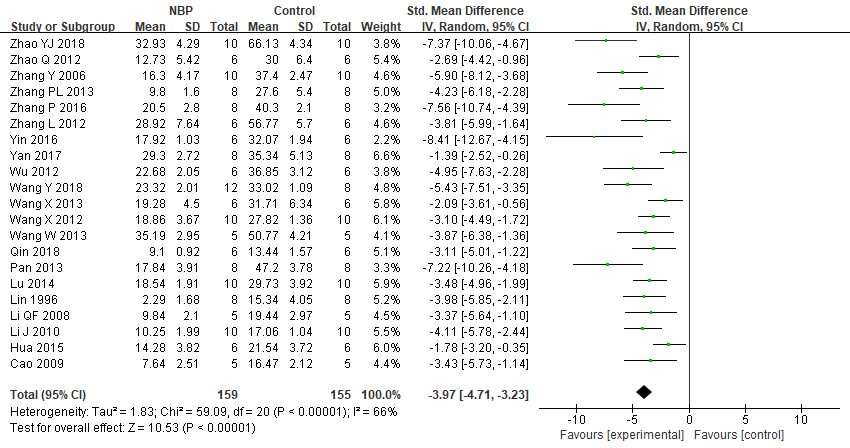 NBP Control Std. Mean Difference Std. Mean Difference
Study or Subgroup Mean SD Total Mean SD Total Weight IV, Random, 95% CI IV, Random, 95% CI
Zhao YJ 2018 32.93 4.29 10 66.13 4.34 10 3.8% -7.37 [-10.06, -4.67]
Zhao Q 2012 12.73 5.42 6 30 6.4 6 5.6% -2.69 [-4.42, -0.96]
Zhang Y 2006 16.3 4.17 10 37.4 2.47 10 4.7% -5.90 [-8.12, -3.68]
Zhang PL 2013 9.8 1.6 8 27.6 5.4 8 5.1% -4.23 [-6.18, -2.28]
Zhang P 2016 20.5 2.8 8 40.3 2.1 8 3.2% -7.56 [-10.74, -4.39]
Zhang L 2012 28.92 7.64 6 56.77 5.7 6 4.7% -3.81 [-5.99, -1.64]
Yin 2016 17.92 1.03 6 32.07 1.94 6 2.2% -8.41 [-12.67, -4.15]
Yan 2017 29.3 2.72 8 35.34 5.13 8 6.8% -1.39 [-2.52, -0.26]
Wu 2012 22.68 2.05 6 36.85 3.12 6 3.9% -4.95 [-7.63, -2.28]
Wang Y 2018 23.32 2.01 12 33.02 1.09 8 4.9% -5.43 [-7.51, -3.35]
Wang X 2013 19.28 4.5 6 31.71 6.34 6 6.0% -2.09 [-3.61, -0.56]
Wang X 2012 18.86 3.67 10 27.82 1.36 10 6.2% -3.10 [-4.49, -1.72]
Wang W 2013 35.19 2.95 5 50.77 4.21 5 4.2% -3.87 [-6.38, -1.36]
Qin 2018 9.1 0.92 6 13.44 1.57 6 5.2% -3.11 [-5.01, -1.22]
Pan 2013 17.84 3.91 8 47.2 3.78 8 3.4% -7.22 [-10.26, -4.18]
Lu 2014 18.54 1.91 10 29.73 3.92 10 6.1% -3.48 [-4.96, -1.99]
Lin 1996 2.29 1.68 8 15.34 4.05 8 5.3% -3.98 [-5.85, -2.11]
Li QF 2008 9.84 2.1 5 19.44 2.97 5 4.6% -3.37 [-5.64, -1.10]
Li J 2010 10.25 1.99 10 17.06 1.04 10 5.6% -4.11 [-5.78, -2.44]
Hua 2015 14.28 3.82 6 21.54 3.72 6 6.2% -1.78 [-3.20, -0.35]
Cao 2009 7.64 2.51 5 16.47 2.12 5 4.5% -3.43 [-5.73, -1.14]
Total (95% CI) 159 155 100.0% -3.97 [-4.71, -3.23]
Heterogeneity: Tau² = 1.83; Chi² = 59.09, df = 20 (P < 0.00001); I² = 66%
Test for overall effect: Z = 10.53 (P < 0.00001)
-10 -5 0 5 10
Favours [experimental] Favours [control]